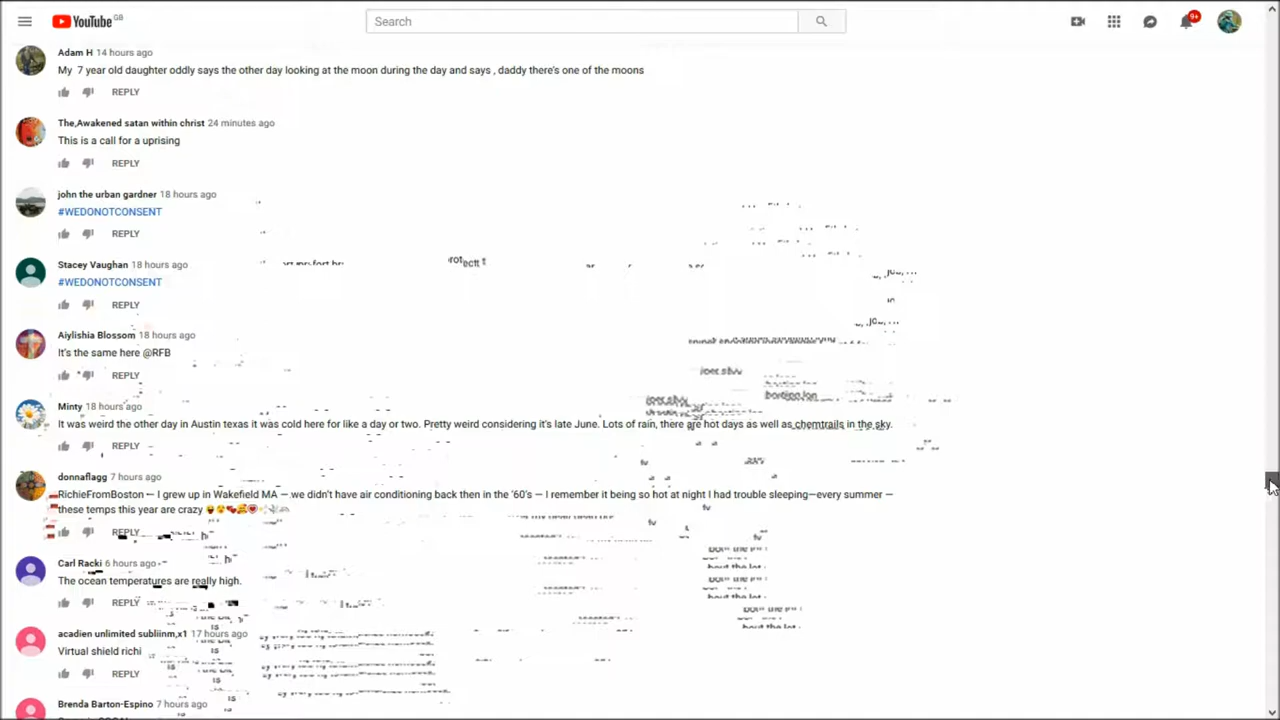 YouTube GB
Search
9+
Adam H 14 hours ago
My 7 year old daughter oddly says the other day looking at the moon during the day and says , daddy there's one of the moons
REPLY
The,Awakened satan within christ 24 minutes ago
This is a call for a uprising
REPLY
john the urban gardner 18 hours ago
#WEDONOTCONSENT
REPLY
Stacey Vaughan 18 hours ago
#WEDONOTCONSENT
REPLY
Aiylishia Blossom 18 hours ago
It's the same here @RFB
REPLY
Minty 18 hours ago
It was weird the other day in Austin texas it was cold here for like a day or two. Pretty weird considering it's late June. Lots of rain, there are hot days as well as chemtrails in the sky.
REPLY
donnaflagg 7 hours ago
RichieFromBoston — I grew up in Wakefield MA — we didn't have air conditioning back then in the '60's — I remember it being so hot at night I had trouble sleeping—every summer —
these temps this year are crazy
REPLY
Carl Racki 6 hours ago
The ocean temperatures are really high.
REPLY
acadien unlimited subliinm,x1 17 hours ago
Virtual shield richi
REPLY
Brenda Barton-Espino 7 hours ago